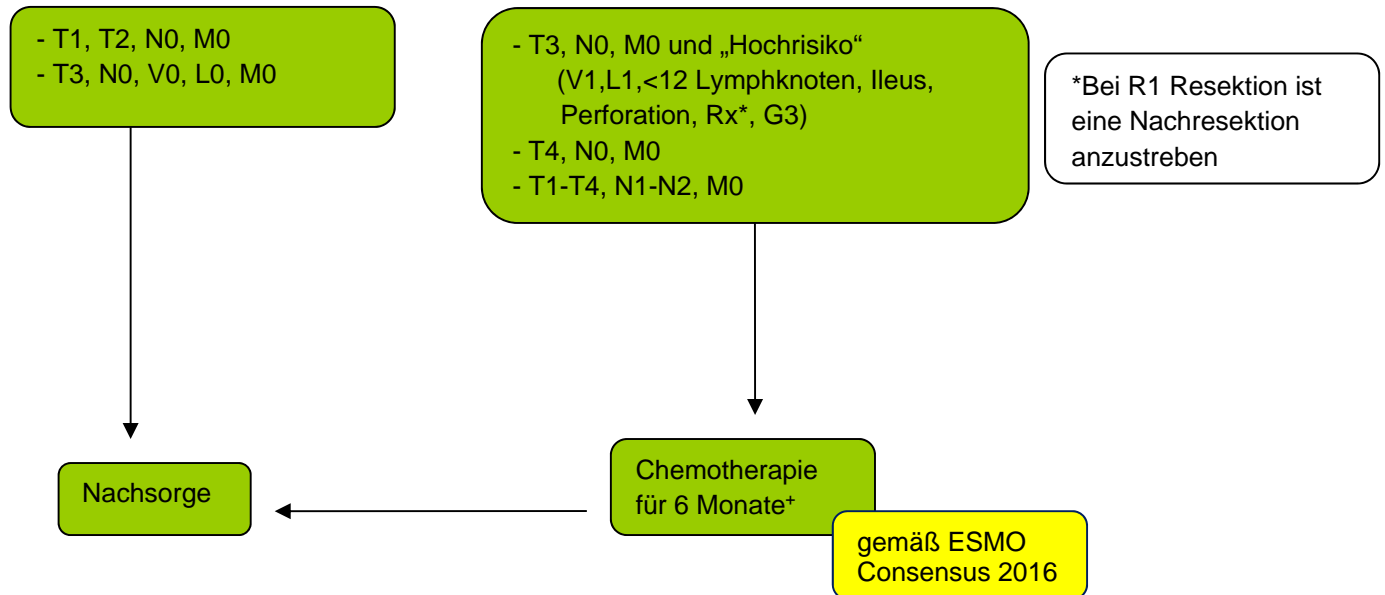 - T1, T2, N0, M0
- T3, N0, V0, L0, M0
- T3, N0, M0 und „Hochrisiko“
(V1,L1,<12 Lymphknoten, Ileus,
Perforation, Rx*, G3)
- T4, N0, M0
- T1-T4, N1-N2, M0
*Bei R1 Resektion ist
eine Nachresektion
anzustreben
Nachsorge
Chemotherapie
für 6 Monate⁺
gemäß ESMO
Consensus 2016